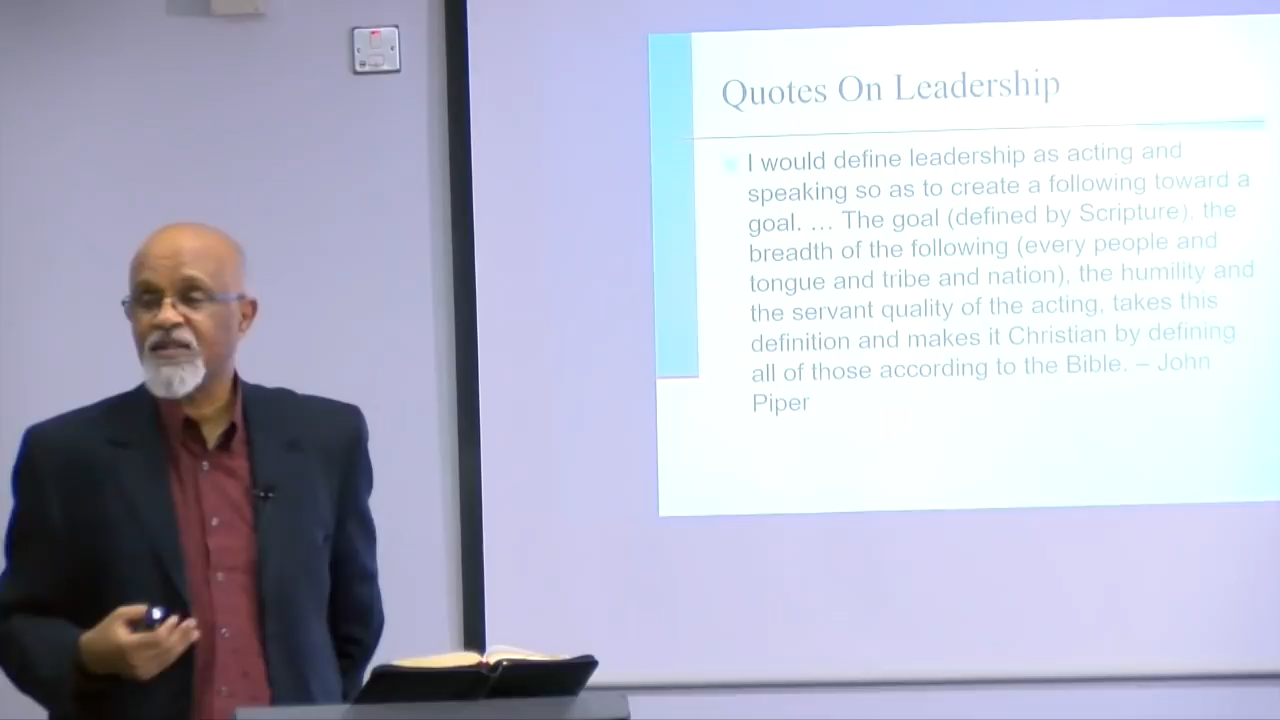 Quotes On Leadership
I would define leadership as acting and
speaking so as to create a following toward a
goal. … The goal (defined by Scripture), the
breadth of the following (every people and
tongue and tribe and nation), the humility and
the servant quality of the acting, takes this
definition and makes it Christian by defining
all of those according to the Bible. – John
Piper